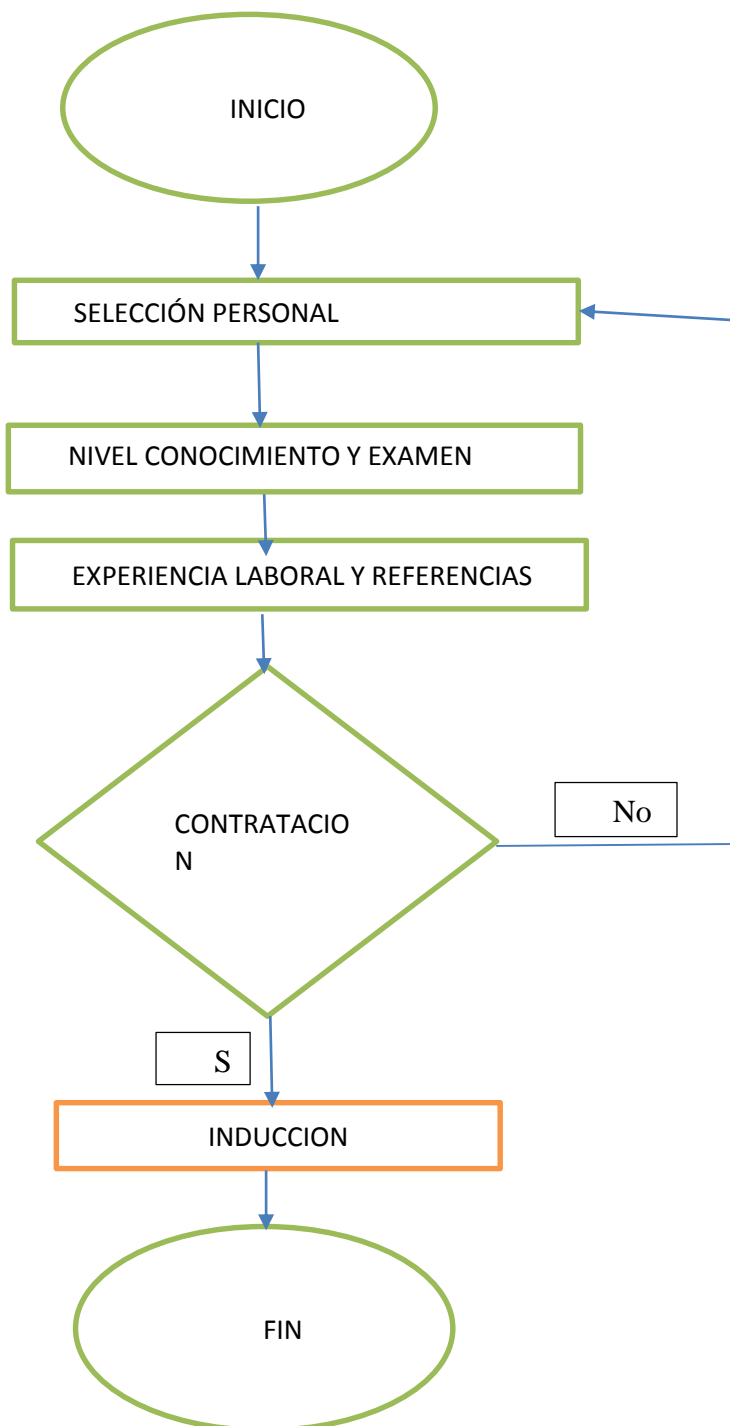 INICIO
SELECCIÓN PERSONAL
NIVEL CONOCIMIENTO Y EXAMEN
EXPERIENCIA LABORAL Y REFERENCIAS
CONTRATACIO
N
No
S
INDUCCION
FIN